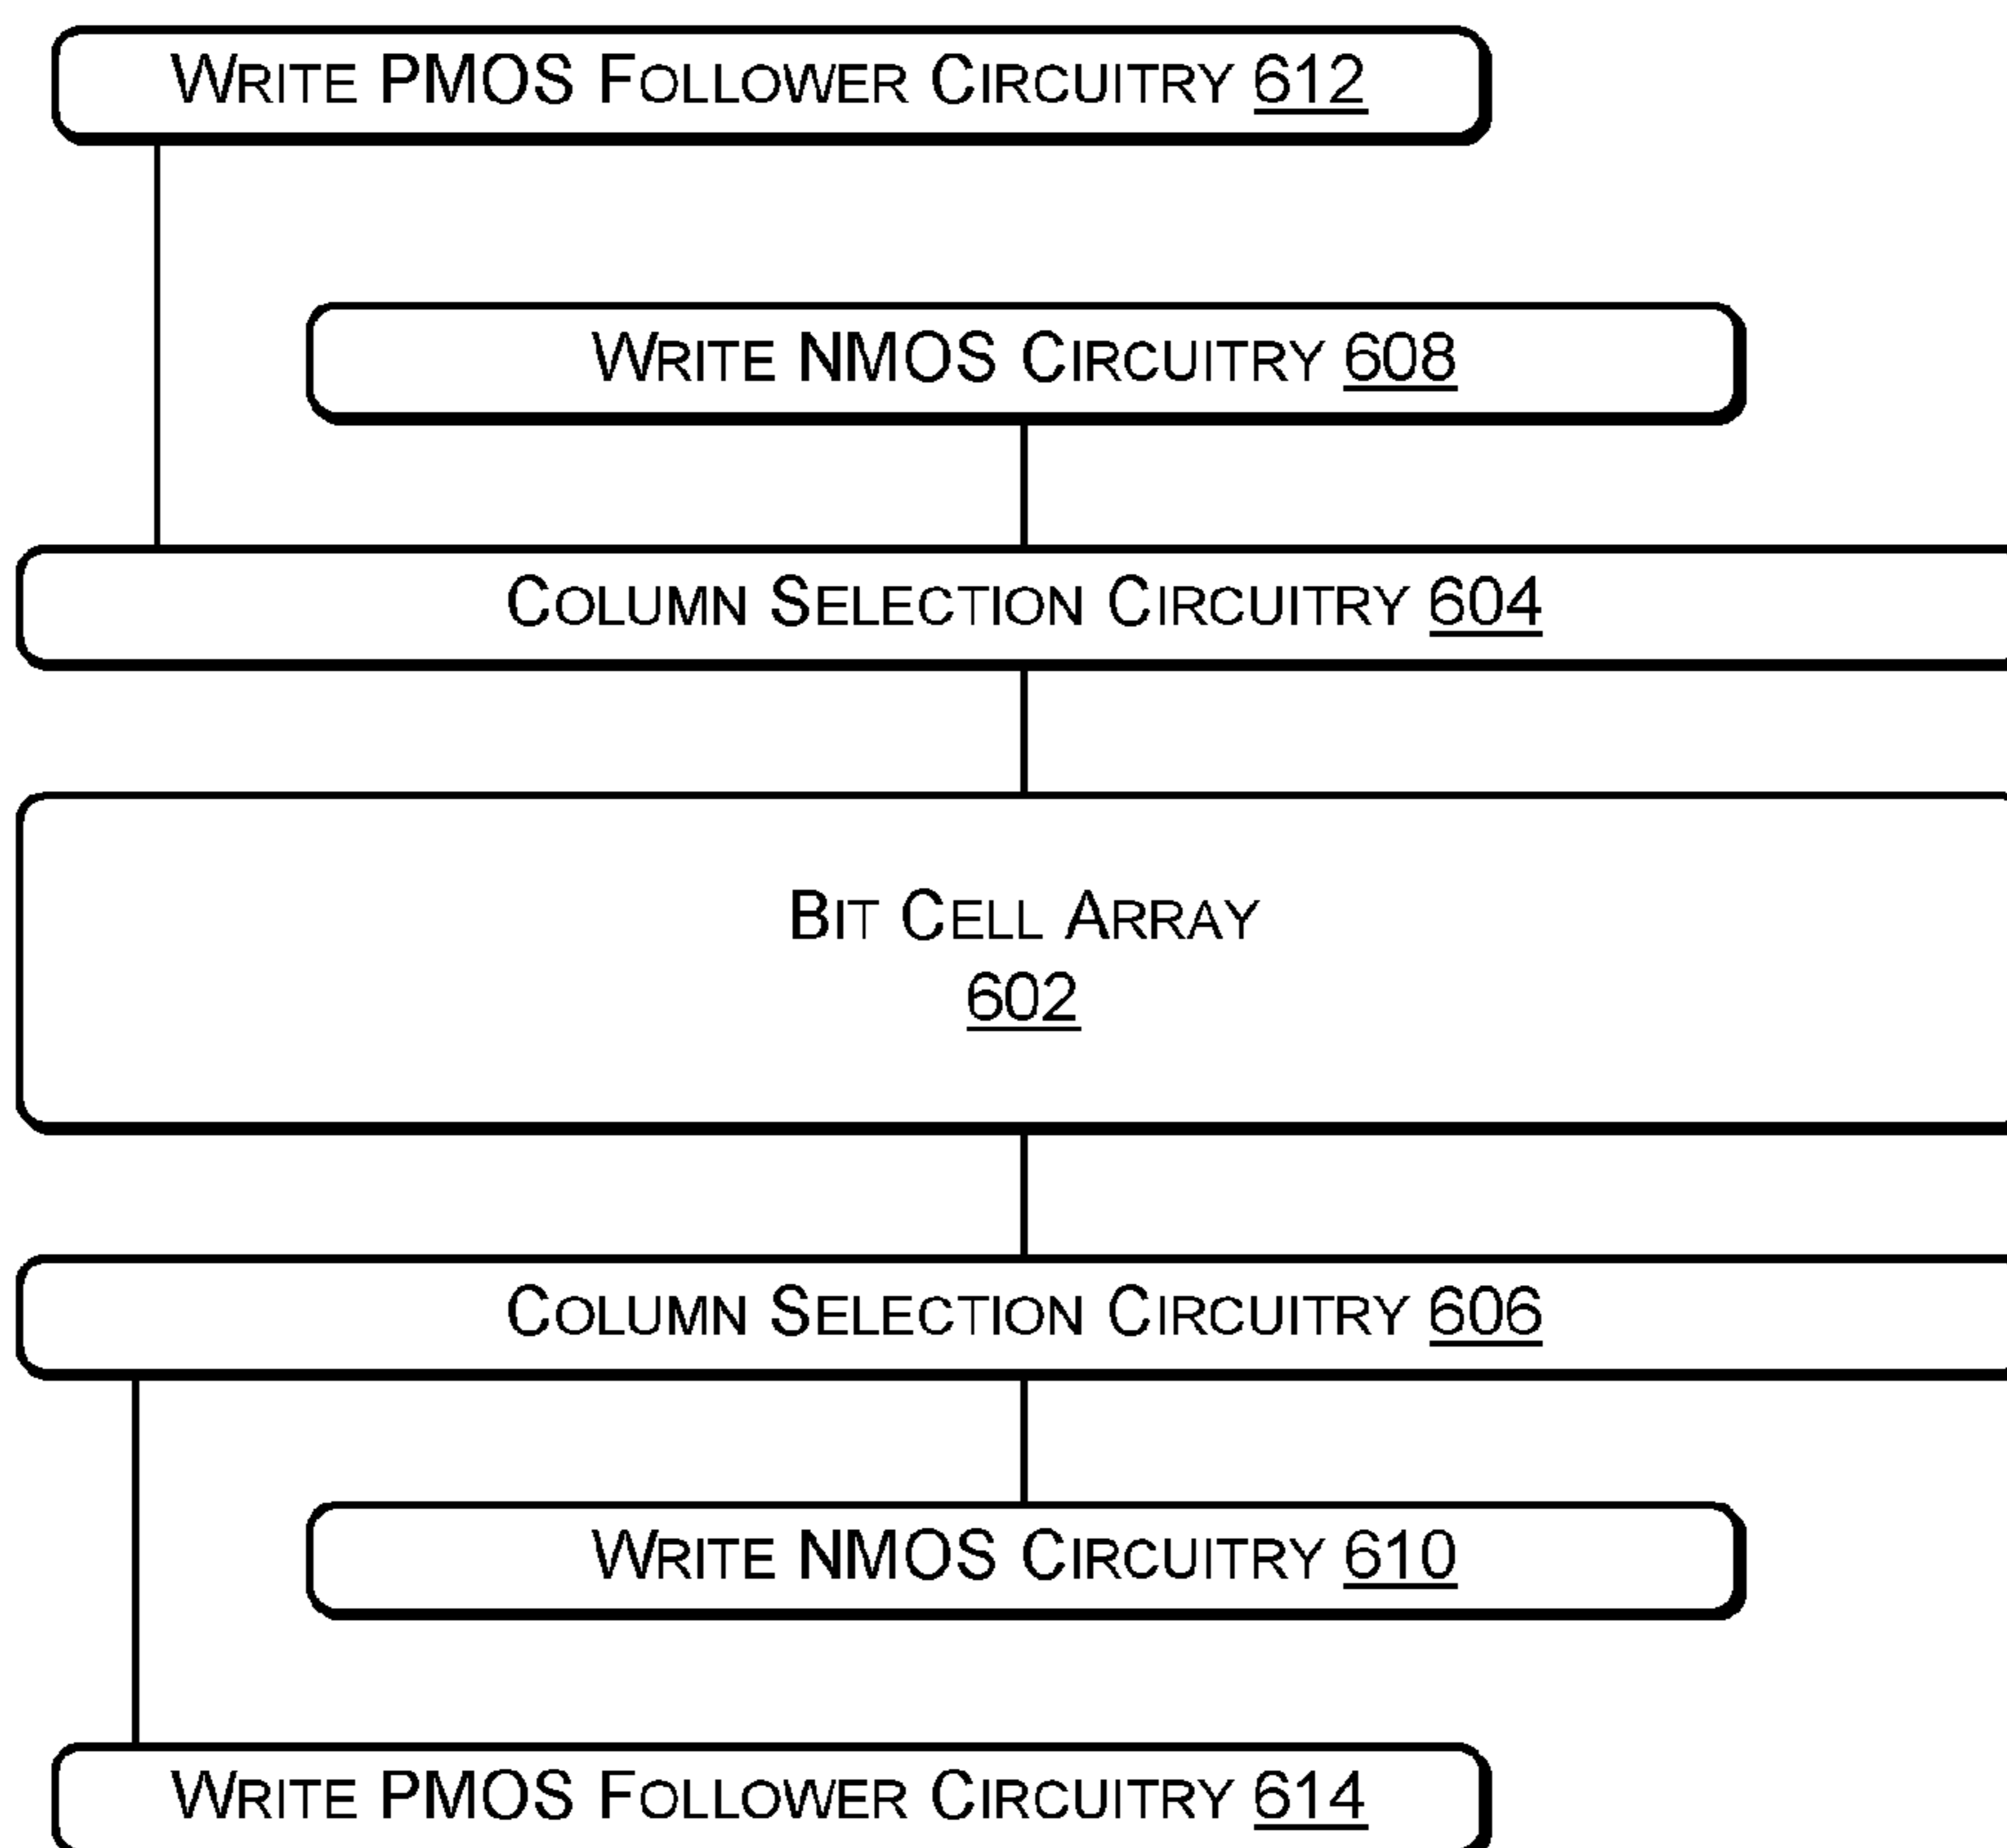 WRITE PMOS FOLLOWER CIRCUITRY 612
WRITE NMOS CIRCUITRY 608
COLUMN SELECTION CIRCUITRY 604
BIT CELL ARRAY
602
COLUMN SELECTION CIRCUITRY 606
WRITE NMOS CIRCUITRY 610
WRITE PMOS FOLLOWER CIRCUITRY 614